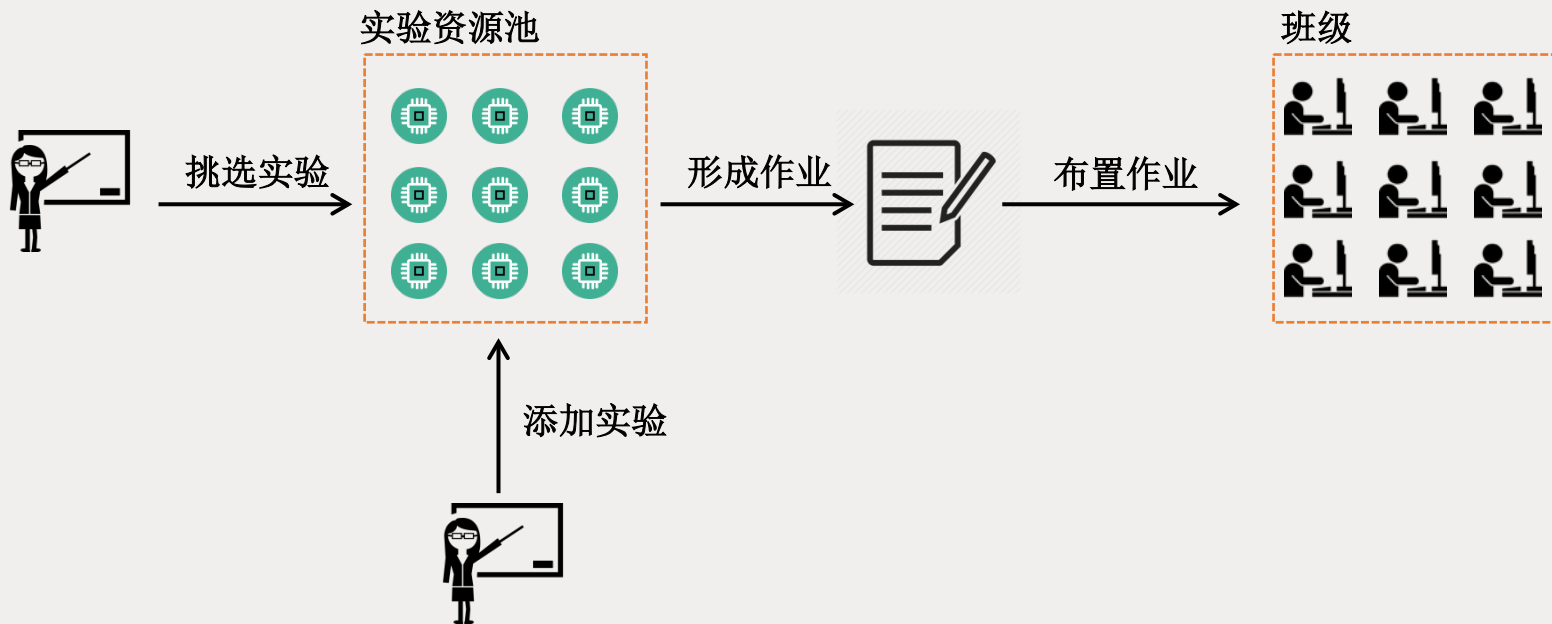 实验资源池
班级
挑选实验
形成作业
布置作业
添加实验